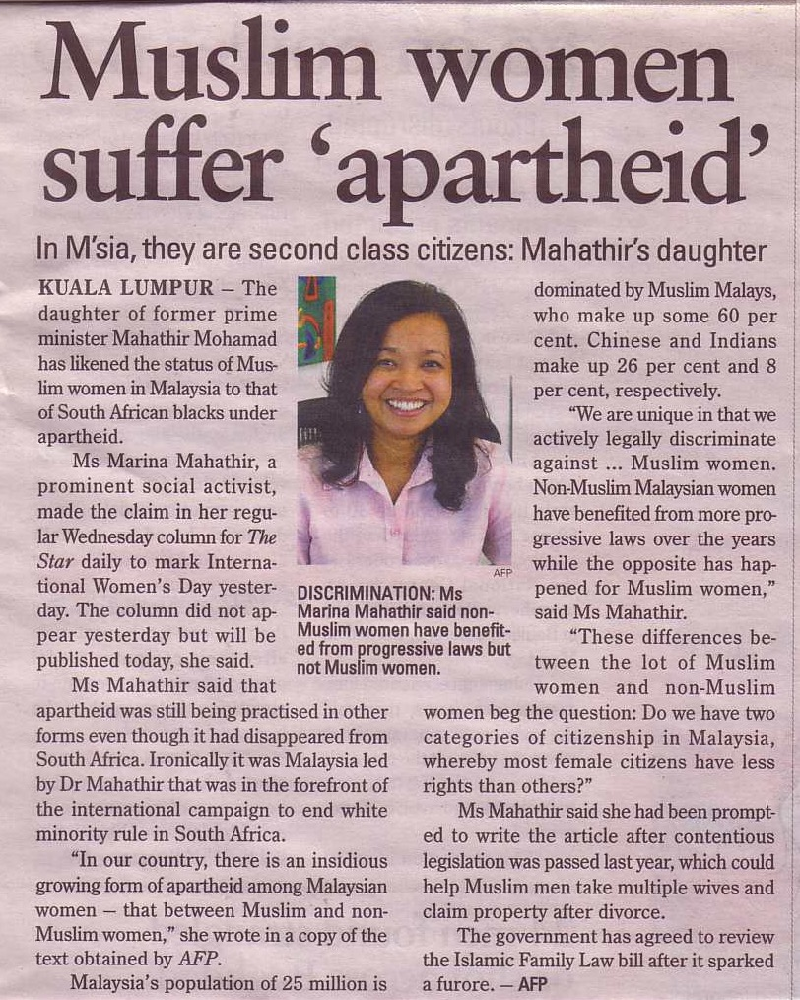 Muslim women
suffer ‘apartheid’
In M’sia, they are second class citizens: Mahathir’s daughter
KUALA LUMPUR – The
daughter of former prime
minister Mahathir Mohamad
has likened the status of Mus-
lim women in Malaysia to that
of South African blacks under
apartheid.
Ms Marina Mahathir, a
prominent social activist,
made the claim in her regu-
lar Wednesday column for The
Star daily to mark Interna-
tional Women’s Day yester-
day. The column did not ap-
pear yesterday but will be
published today, she said.
Ms Mahathir said that
apartheid was still being practised in other
forms even though it had disappeared from
South Africa. Ironically it was Malaysia led
by Dr Mahathir that was in the forefront of
the international campaign to end white
minority rule in South Africa.
“In our country, there is an insidious
growing form of apartheid among Malaysian
women – that between Muslim and non-
Muslim women,” she wrote in a copy of the
text obtained by AFP.
Malaysia’s population of 25 million is
AFP
DISCRIMINATION: Ms
Marina Mahathir said non-
Muslim women have benefit-
ed from progressive laws but
not Muslim women.
dominated by Muslim Malays,
who make up some 60 per
cent. Chinese and Indians
make up 26 per cent and 8
per cent, respectively.
“We are unique in that we
actively legally discriminate
against ... Muslim women.
Non-Muslim Malaysian women
have benefited from more pro-
gressive laws over the years
while the opposite has hap-
pened for Muslim women,”
said Ms Mahathir.
“These differences be-
tween the lot of Muslim
women and non-Muslim
women beg the question: Do we have two
categories of citizenship in Malaysia,
whereby most female citizens have less
rights than others?”
Ms Mahathir said she had been prompt-
ed to write the article after contentious
legislation was passed last year, which could
help Muslim men take multiple wives and
claim property after divorce.
The government has agreed to review
the Islamic Family Law bill after it sparked
a furore. – AFP